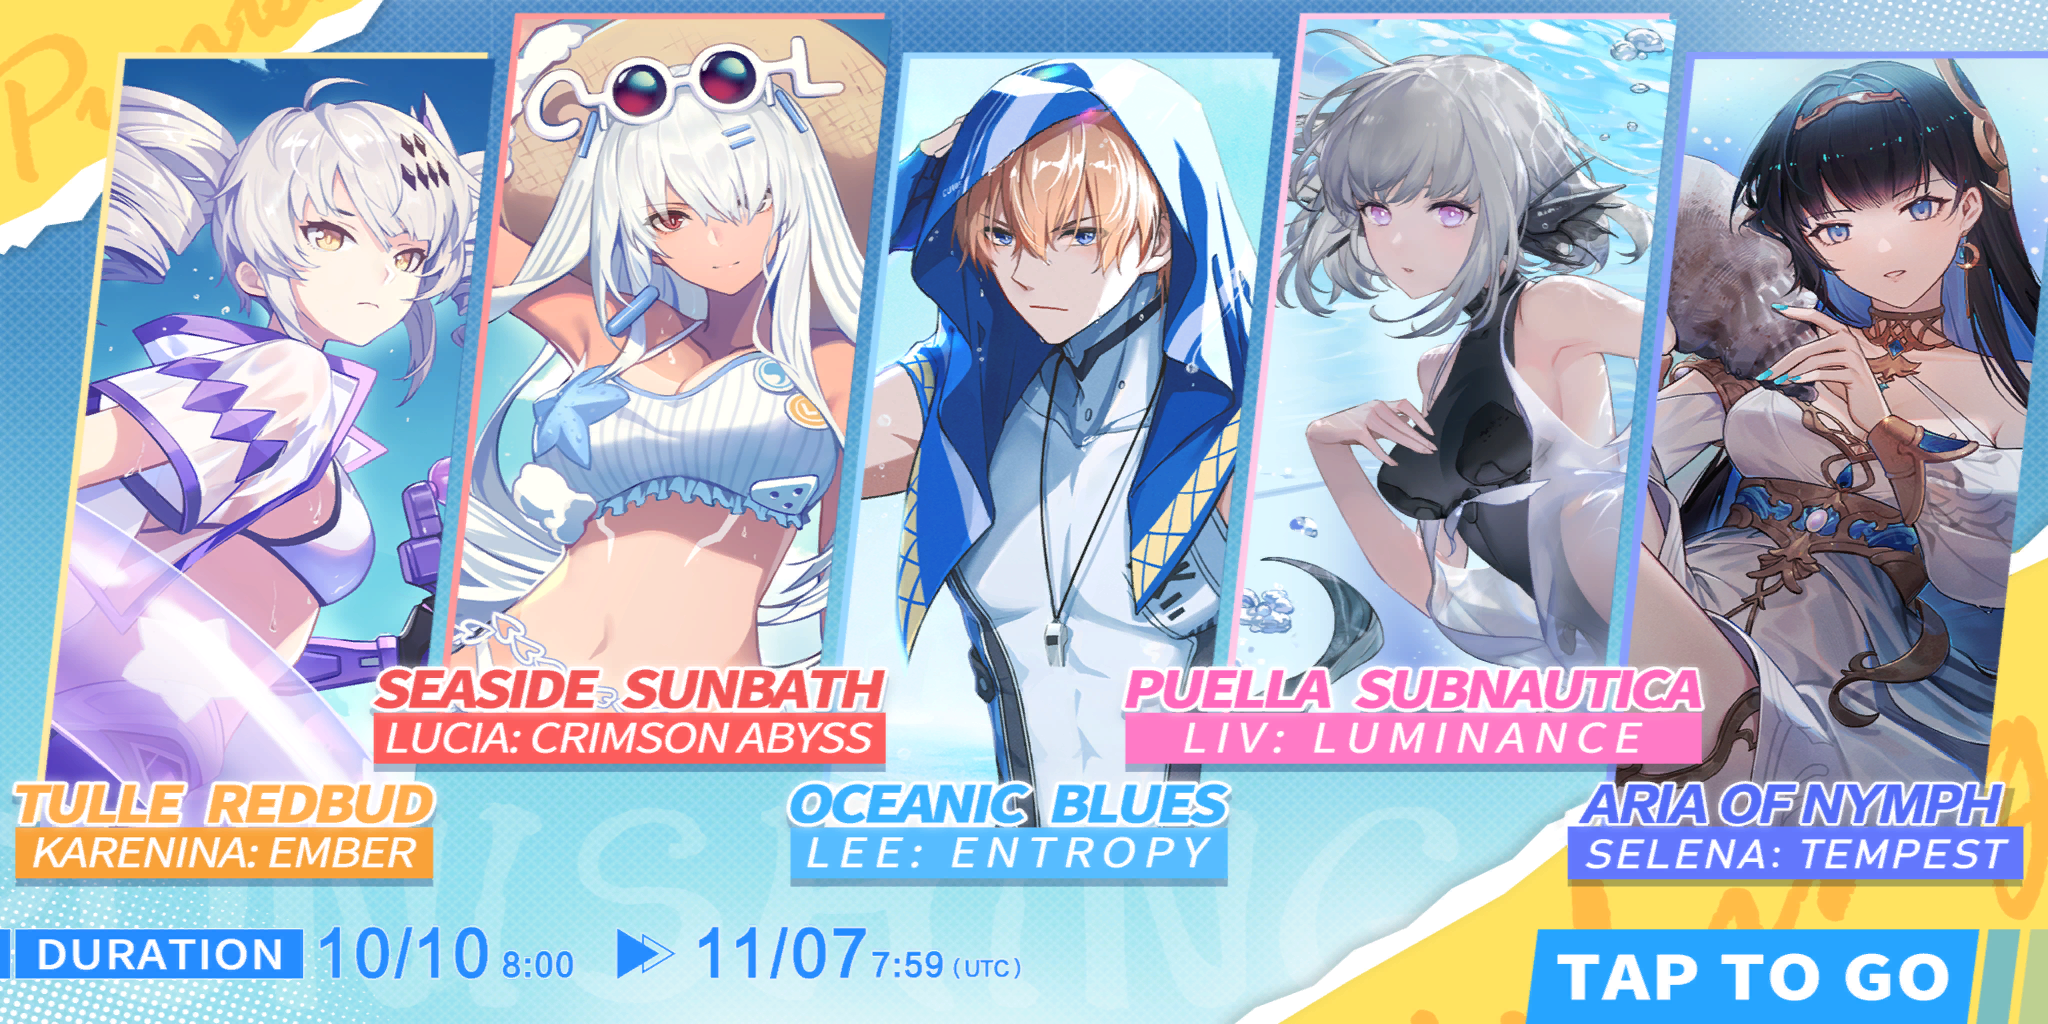 COOL
SEASIDE SUNBATH
LUCIA: CRIMSON ABYSS
PUELLA SUBNAUTICA
LIV: LUMINANCE
TULLE REDBUD
KARENINA: EMBER
OCEANIC BLUES
LEE: ENTROPY
ARIA OF NYMPH
SELENA: TEMPEST
DURATION 10/10 8:00 11/07 7:59 (UTC)
TAP TO GO